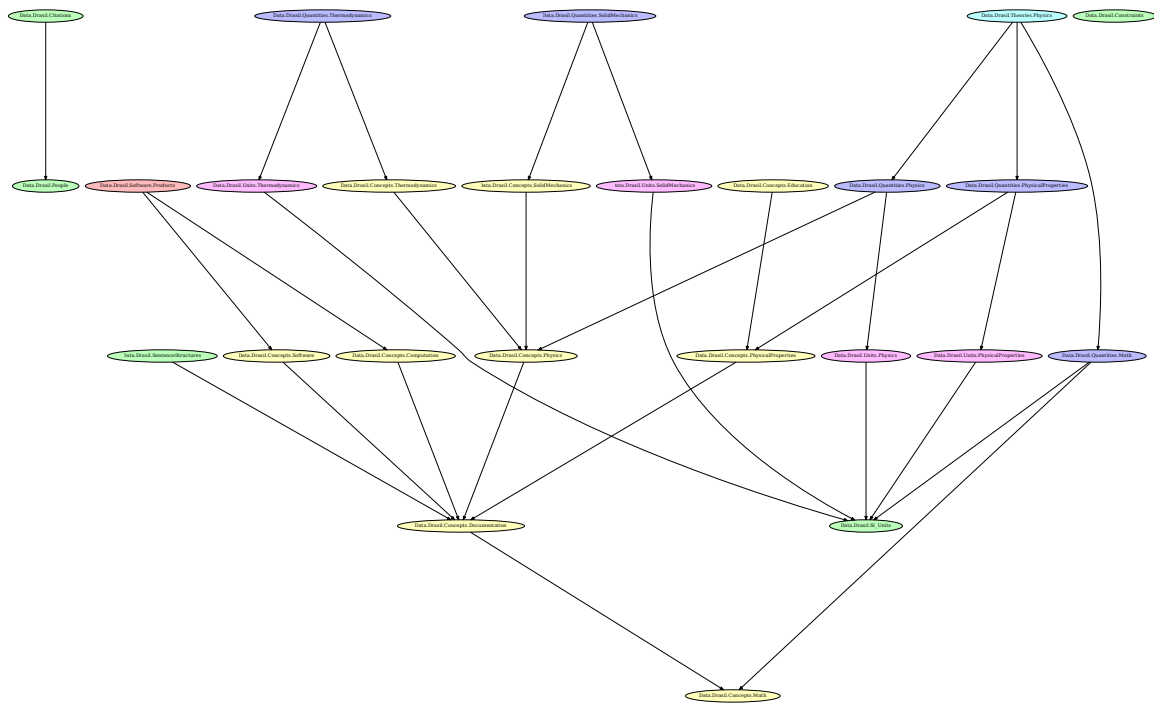 Data.Drasil.Citations
Data.Drasil.Quantities.Thermodynamics
Data.Drasil.Quantities.SolidMechanics
Data.Drasil.Theories.Physics
Data.Drasil.Constraints
Data.Drasil.People
Data.Drasil.Software.Products
Data.Drasil.Units.Thermodynamics
Data.Drasil.Concepts.Thermodynamics
Data.Drasil.Concepts.SolidMechanics
Data.Drasil.Units.SolidMechanics
Data.Drasil.Concepts.Education
Data.Drasil.Quantities.Physics
Data.Drasil.Quantities.PhysicalProperties
Data.Drasil.SentenceStructures
Data.Drasil.Concepts.Software
Data.Drasil.Concepts.Computation
Data.Drasil.Concepts.Physics
Data.Drasil.Concepts.PhysicalProperties
Data.Drasil.Units.Physics
Data.Drasil.Units.PhysicalProperties
Data.Drasil.Quantities.Math
Data.Drasil.Concepts.Documentation
Data.Drasil.SI_Units
Data.Drasil.Concepts.Math